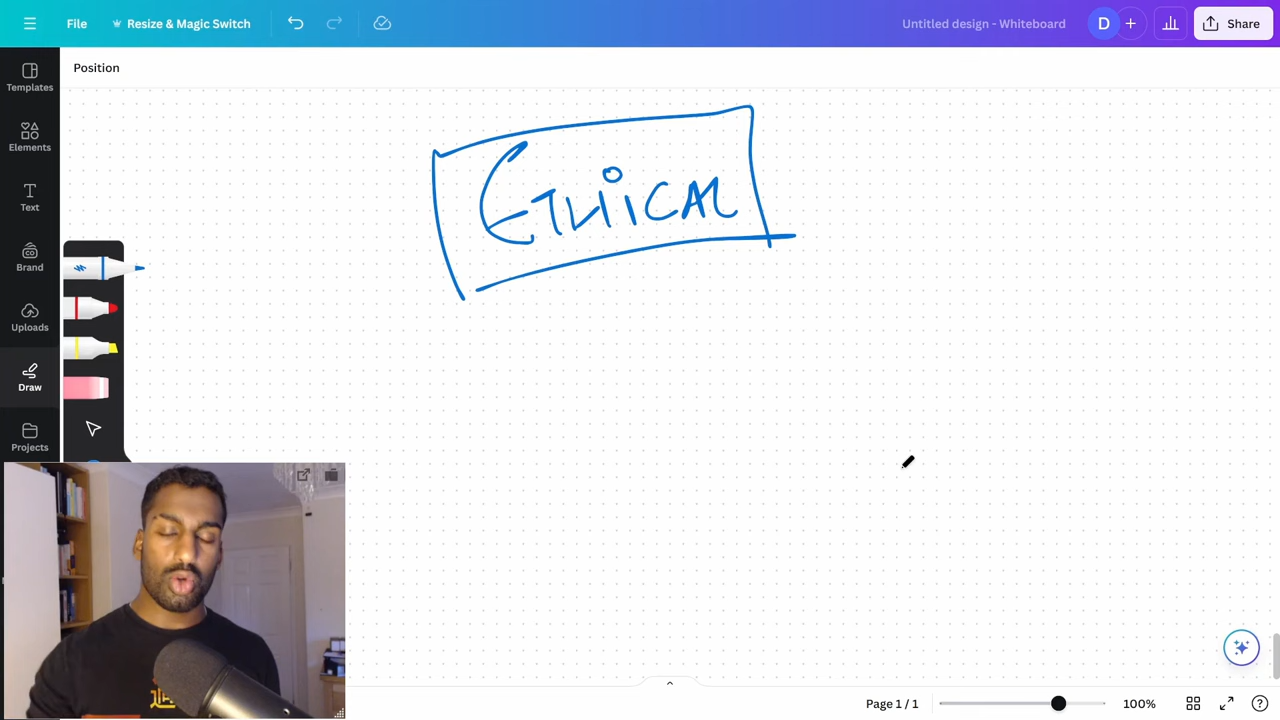 File
Resize & Magic Switch
Untitled design - Whiteboard
D
+
Share
Templates
Position
Elements
Text
Brand
Uploads
Draw
Projects
ETHICAL
Page 1 / 1
100%